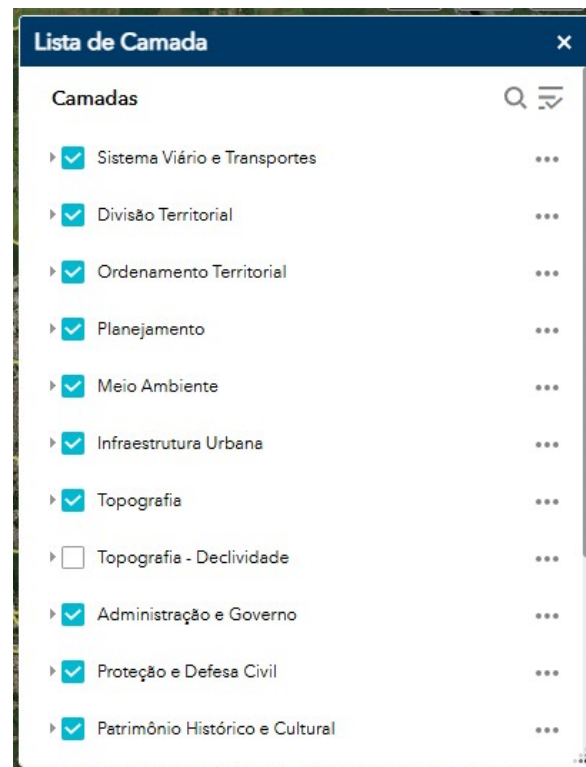 Lista de Camada
Camadas
Sistema Viário e Transportes
Divisão Territorial
Ordenamento Territorial
Planejamento
Meio Ambiente
Infraestrutura Urbana
Topografia
Topografia - Declividade
Administração e Governo
Proteção e Defesa Civil
Patrimônio Histórico e Cultural